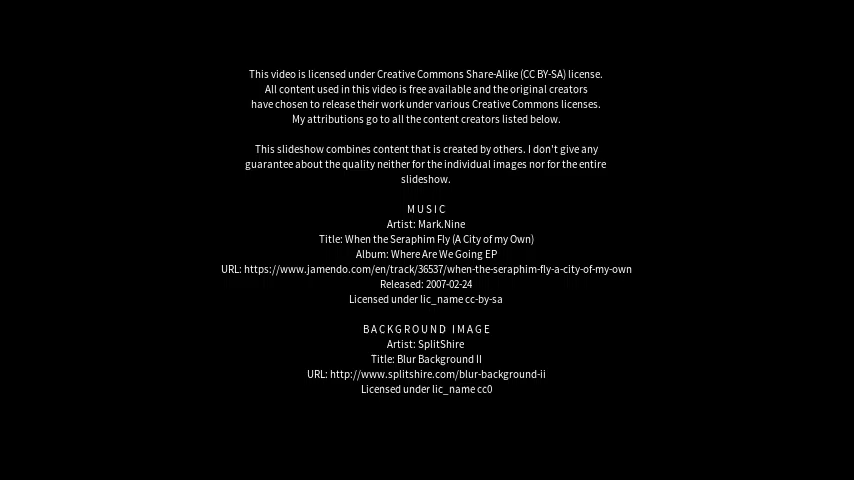 This video is licensed under Creative Commons Share-Alike (CC BY-SA) license.
All content used in this video is free available and the original creators
have chosen to release their work under various Creative Commons licenses.
My attributions go to all the content creators listed below.
This slideshow combines content that is created by others. I don't give any
guarantee about the quality neither for the individual images nor for the entire
slideshow.
MUSIC
Artist: Mark.Nine
Title: When the Seraphim Fly (A City of my Own)
Album: Where Are We Going EP
URL: https://www.jamendo.com/en/track/36537/when-the-seraphim-fly-a-city-of-my-own
Released: 2007-02-24
Licensed under lic_name cc-by-sa
BACKGROUND IMAGE
Artist: SplitShire
Title: Blur Background II
URL: http://www.splitshire.com/blur-background-ii
Licensed under lic_name cc0